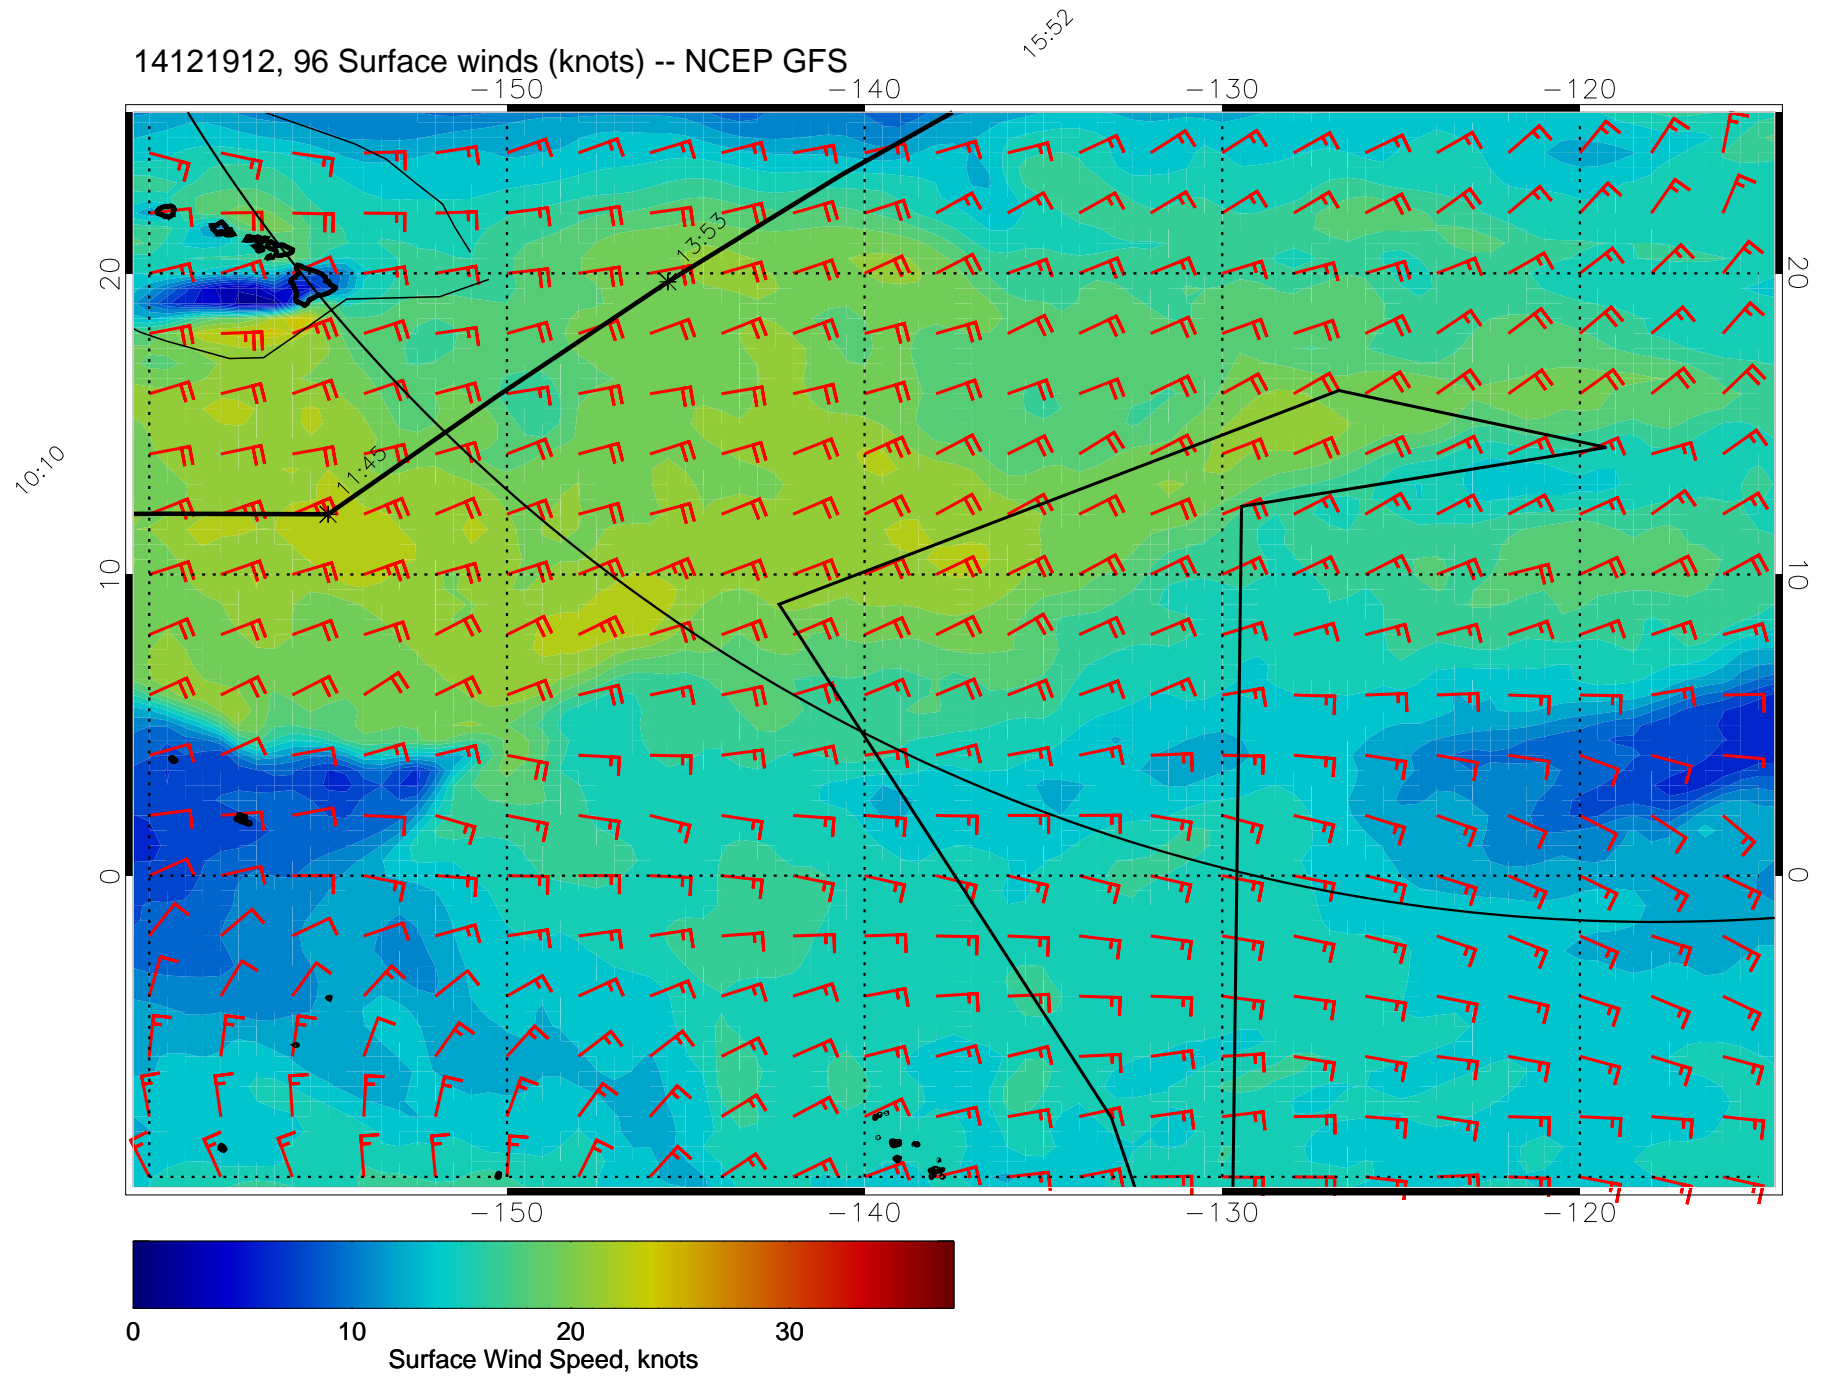 15:52
14121912, 96 Surface winds (knots) -- NCEP GFS
-150 -140 -130 -120
13:53
20 20
11:45
10:10
10 10
0 0
-150 -140 -130 -120
0 10 20 30
Surface Wind Speed, knots